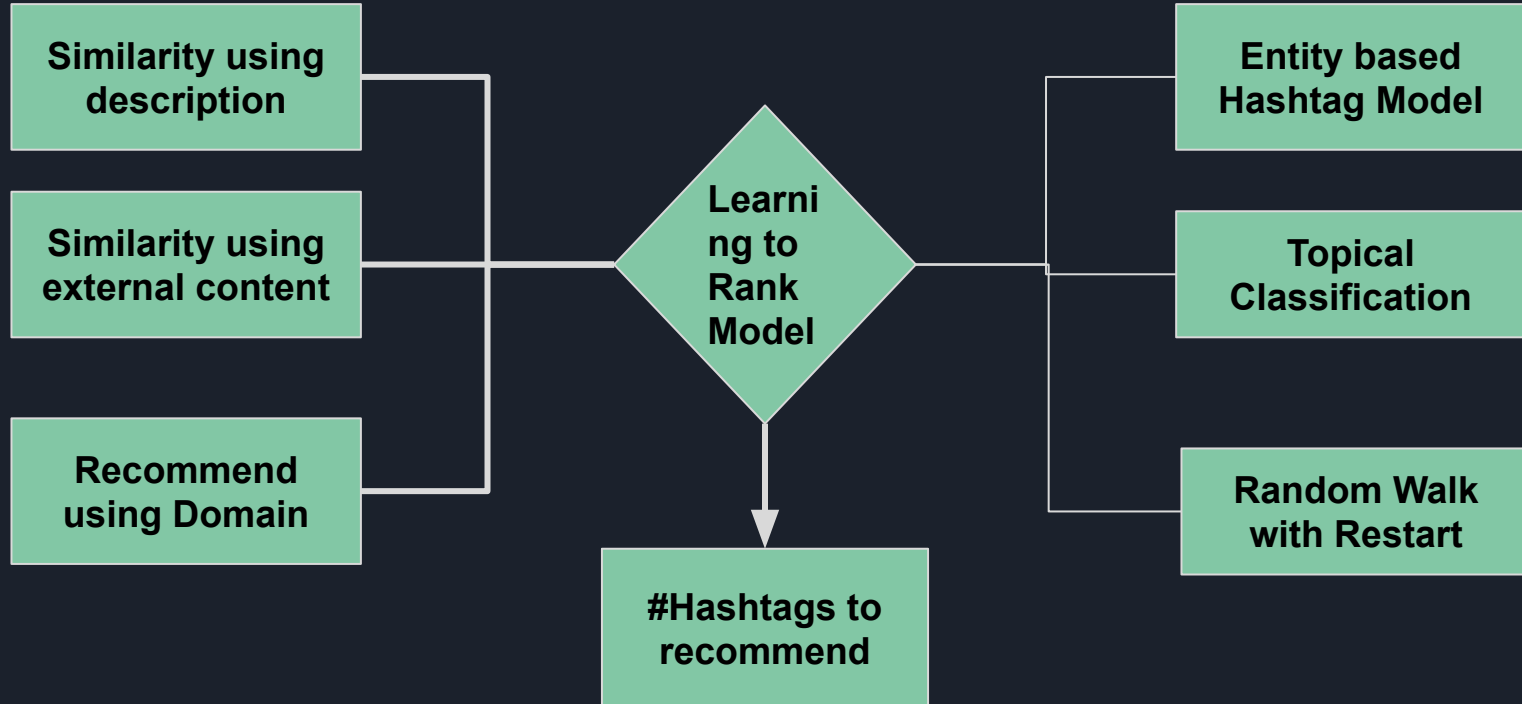 Similarity using
description
Similarity using
external content
Recommend
using Domain
Learni
ng to
Rank
Model
#Hashtags to
recommend
Entity based
Hashtag Model
Topical
Classification
Random Walk
with Restart